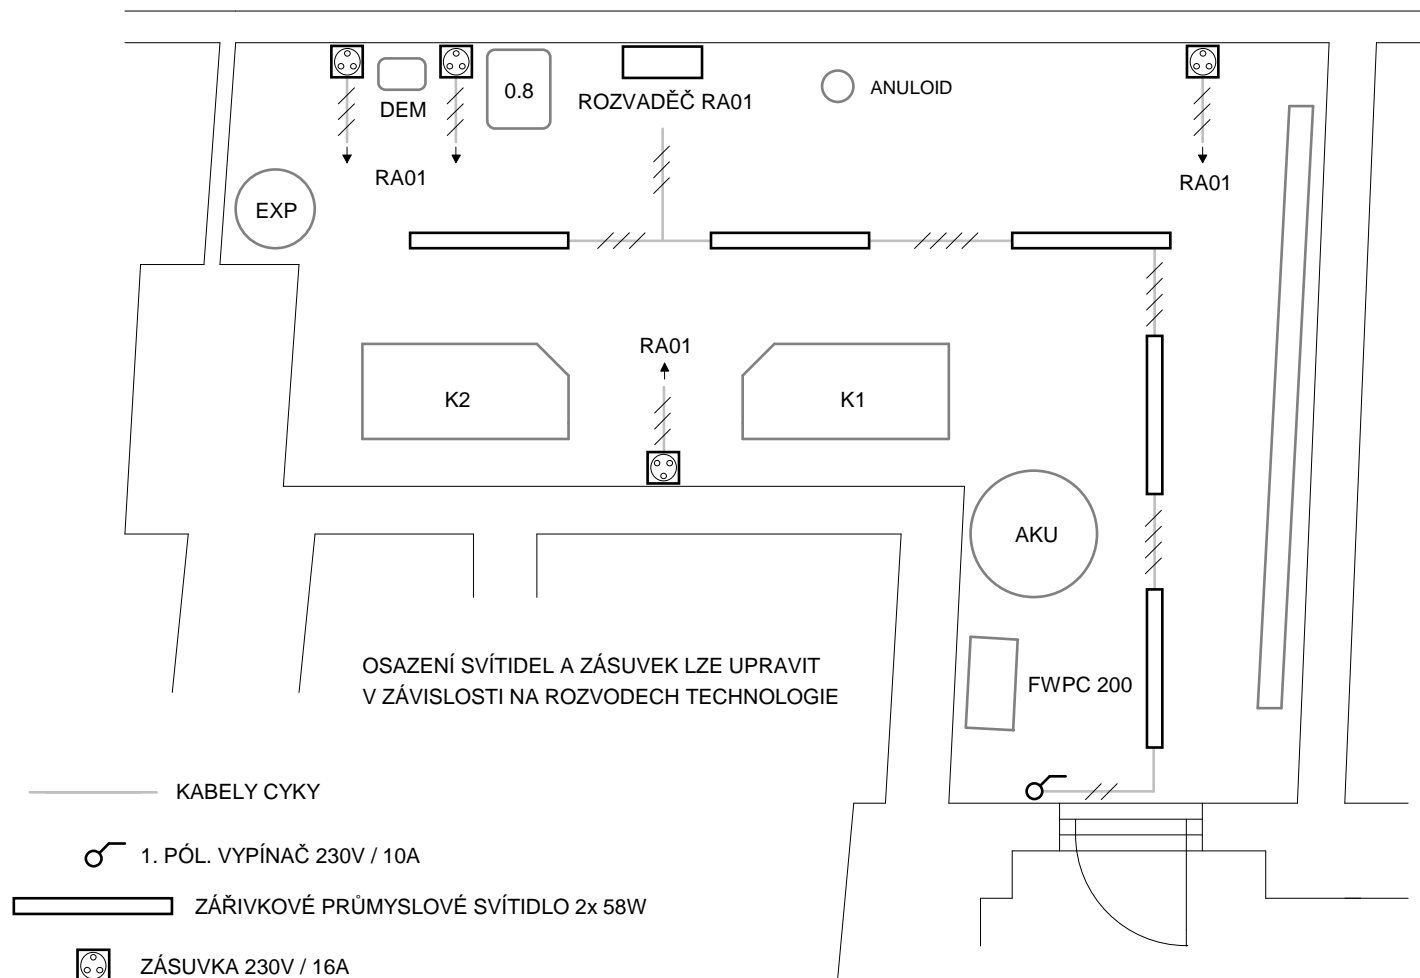 DEM
0.8
ROZVADĚČ RA01
ANULOID
RA01
RA01
EXP
RA01
K2
K1
AKU
OSAZENÍ SVÍTIDEL A ZÁSUVEK LZE UPRAVIT
V ZÁVISLOSTI NA ROZVODECH TECHNOLOGIE
FWPC 200
KABELY CYKY
1. PÓL. VYPÍNAČ 230V / 10A
ZÁŘIVKOVÉ PRŮMYSLOVÉ SVÍTIDLO 2x 58W
ZÁSUVKA 230V / 16A